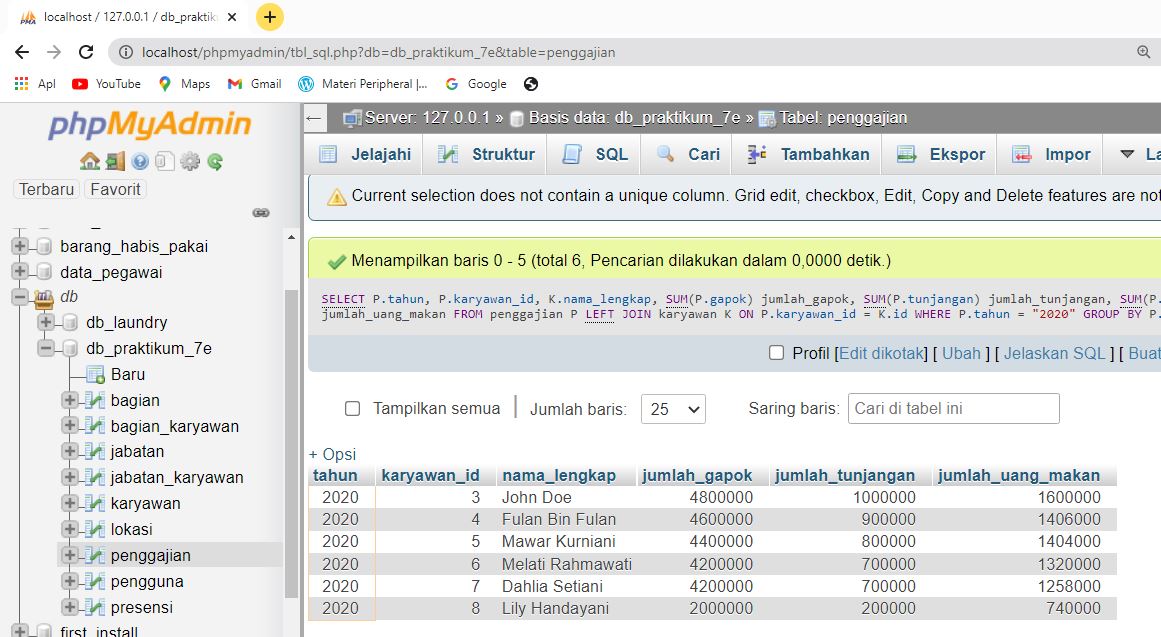 localhost / 127.0.0.1 / db_praktiku
localhost/phpmyadmin/tbl_sql.php?db=db_praktikum_7e&table=penggajian
Apl YouTube Maps Gmail Materi Peripheral |... Google
phpMyAdmin
Terbaru Favorit
barang_habis_pakai
data_pegawai
db
db_laundry
db_praktikum_7e
Baru
bagian
bagian_karyawan
jabatan
jabatan_karyawan
karyawan
lokasi
penggajian
pengguna
presensi
first_install
Server: 127.0.0.1 » Basis data: db_praktikum_7e » Tabel: penggajian
Jelajahi Struktur SQL Cari Tambahkan Ekspor Impor La
Current selection does not contain a unique column. Grid edit, checkbox, Edit, Copy and Delete features are not
Menampilkan baris 0 - 5 (total 6, Pencarian dilakukan dalam 0,0000 detik.)
SELECT P.tahun, P.karyawan_id, K.nama_lengkap, SUM(P.gapok) jumlah_gapok, SUM(P.tunjangan) jumlah_tunjangan, SUM(P.
jumlah_uang_makan FROM penggajian P LEFT JOIN karyawan K ON P.karyawan_id = K.id WHERE P.tahun = "2020" GROUP BY P.
Profil [Edit dikotak] [ Ubah ] [ Jelaskan SQL ] [ Buat
Tampilkan semua | Jumlah baris: 25 Saring baris: Cari di tabel ini
+ Opsi
tahun karyawan_id nama_lengkap jumlah_gapok jumlah_tunjangan jumlah_uang_makan
2020 3 John Doe 4800000 1000000 1600000
2020 4 Fulan Bin Fulan 4600000 900000 1406000
2020 5 Mawar Kurniani 4400000 800000 1404000
2020 6 Melati Rahmawati 4200000 700000 1320000
2020 7 Dahlia Setiani 4200000 700000 1258000
2020 8 Lily Handayani 2000000 200000 740000